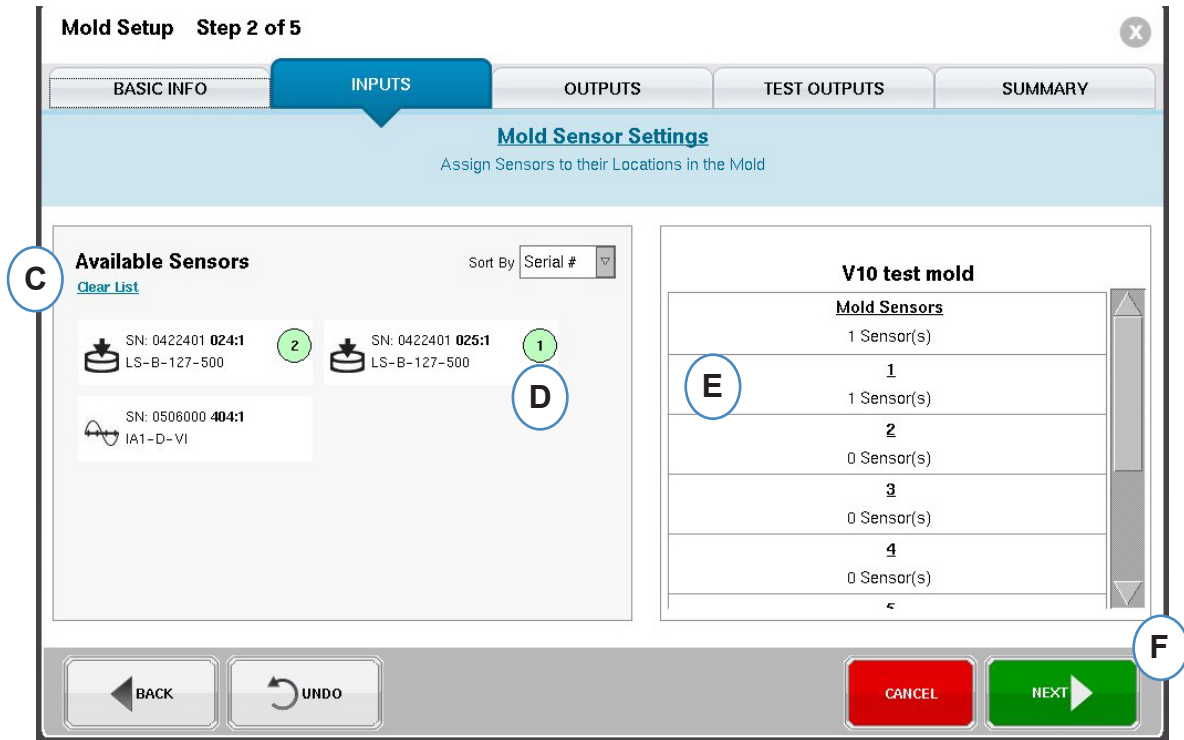 Mold Setup Step 2 of 5
X
BASIC INFO
INPUTS
OUTPUTS
TEST OUTPUTS
SUMMARY
Mold Sensor Settings
Assign Sensors to their Locations in the Mold
C
Available Sensors
Clear List
Sort By Serial #
SN: 0422401 024:1
LS-B-127-500
2
SN: 0422401 025:1
LS-B-127-500
1
D
SN: 0506000 404:1
IA1-D-VI
V10 test mold
Mold Sensors
1 Sensor(s)
E
1
1 Sensor(s)
2
0 Sensor(s)
3
0 Sensor(s)
4
0 Sensor(s)
5
F
BACK
UNDO
CANCEL
NEXT